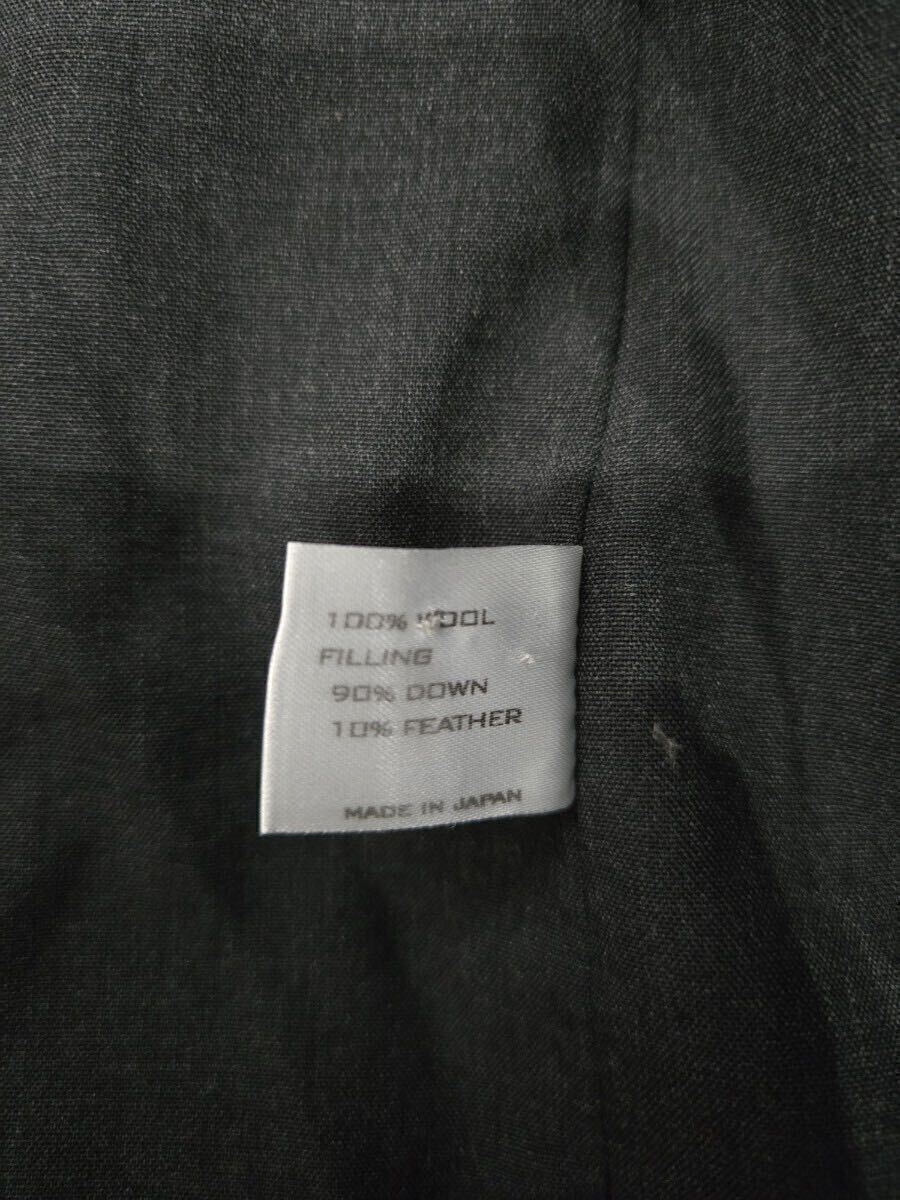 100% WOOL
FILLING
90% DOWN
10% FEATHER
MADE IN JAPAN